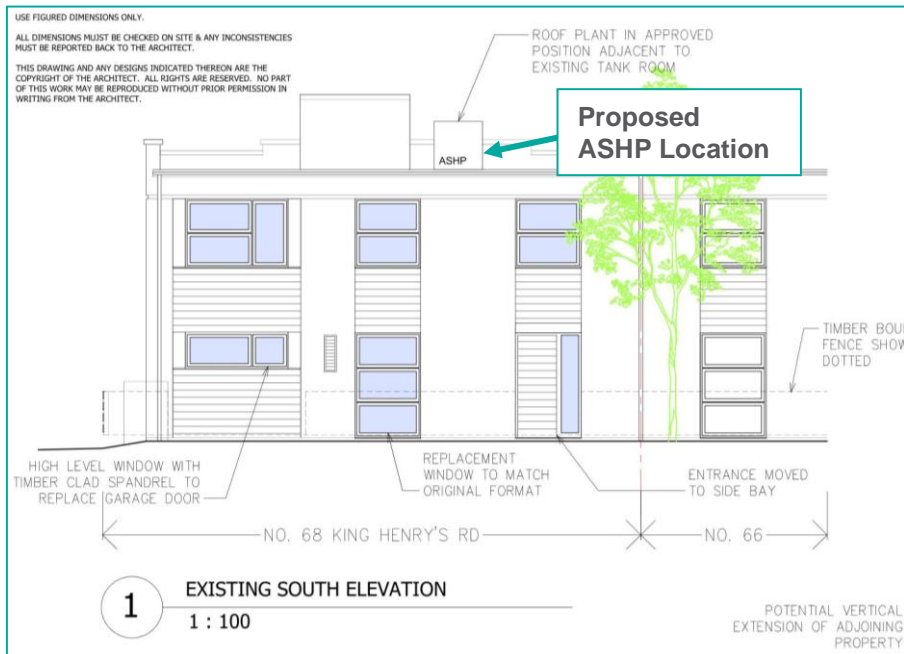 USE FIGURED DIMENSIONS ONLY.
ALL DIMENSIONS MUJST BE CHECKED ON SITE & ANY INCONSISTENCIES
MUST BE REPORTED BACK TO THE ARCHITECT.
THIS DRAWING AND ANY DESIGNS INDICATED THEREON ARE THE
COPYRIGHT OF THE ARCHITECT. ALL RIGHTS ARE RESERVED. NO PART
OF THIS WORK MAY BE REPRODUCED WITHOUT PRIOR PERMISSION IN
WRITING FROM THE ARCHITECT.
ROOF PLANT IN APPROVED
POSITION ADJACENT TO
EXISTING TANK ROOM
Proposed
ASHP Location
ASHP
TIMBER BOU
FENCE SHOW
DOTTED
HIGH LEVEL WINDOW WITH
TIMBER CLAD SPANDREL TO
REPLACE GARAGE DOOR
REPLACEMENT
WINDOW TO MATCH
ORIGINAL FORMAT
ENTRANCE MOVED
TO SIDE BAY
NO. 68 KING HENRY'S RD
NO. 66
1
EXISTING SOUTH ELEVATION
1 : 100
POTENTIAL VERTICAL
EXTENSION OF ADJOINING
PROPERTY